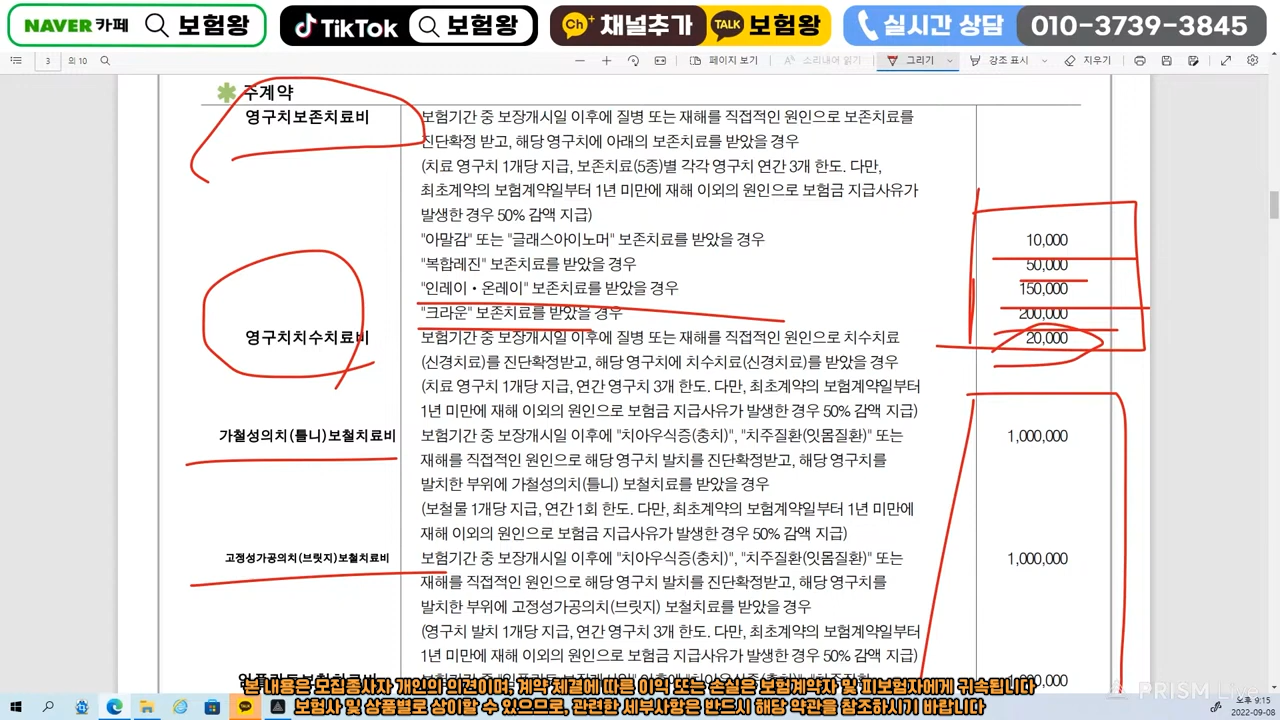 NAVER 카페 보험왕 TikTok 보험왕 Ch+ 채널추가 TALK 보험왕 실시간 상담 010-3739-3845
3 의 10 페이지 보기 소리내어 읽기 그리기 강조 표시 지우기
주계약
영구치보존치료비 보험기간 중 보장개시일 이후에 질병 또는 재해를 직접적인 원인으로 보존치료를
진단확정 받고, 해당 영구치에 아래의 보존치료를 받았을 경우
(치료 영구치 1개당 지급, 보존치료(5종)별 각각 영구치 연간 3개 한도. 다만,
최초계약의 보험계약일부터 1년 미만에 재해 이외의 원인으로 보험금 지급사유가
발생한 경우 50% 감액 지급)
"아말감" 또는 "글래스아이노머" 보존치료를 받았을 경우 10,000
"복합레진" 보존치료를 받았을 경우 50,000
"인레이·온레이" 보존치료를 받았을 경우 150,000
"크라운" 보존치료를 받았을 경우 200,000
영구치치수치료비 보험기간 중 보장개시일 이후에 질병 또는 재해를 직접적인 원인으로 치수치료 20,000
(신경치료)를 진단확정받고, 해당 영구치에 치수치료(신경치료)를 받았을 경우
(치료 영구치 1개당 지급, 연간 영구치 3개 한도. 다만, 최초계약의 보험계약일부터
1년 미만에 재해 이외의 원인으로 보험금 지급사유가 발생한 경우 50% 감액 지급)
가철성의치(틀니)보철치료비 보험기간 중 보장개시일 이후에 "치아우식증(충치)", "치주질환(잇몸질환)" 또는 1,000,000
재해를 직접적인 원인으로 해당 영구치 발치를 진단확정받고, 해당 영구치를
발치한 부위에 가철성의치(틀니) 보철치료를 받았을 경우
(보철물 1개당 지급, 연간 1회 한도. 다만, 최초계약의 보험계약일부터 1년 미만에
재해 이외의 원인으로 보험금 지급사유가 발생한 경우 50% 감액 지급)
고정성가공의치(브릿지)보철치료비 보험기간 중 보장개시일 이후에 "치아우식증(충치)", "치주질환(잇몸질환)" 또는 1,000,000
재해를 직접적인 원인으로 해당 영구치 발치를 진단확정받고, 해당 영구치를
발치한 부위에 고정성가공의치(브릿지) 보철치료를 받았을 경우
(영구치 발치 1개당 지급, 연간 영구치 3개 한도. 다만, 최초계약의 보험계약일부터
1년 미만에 재해 이외의 원인으로 보험금 지급사유가 발생한 경우 50% 감액 지급)
본 내용은 모집종사자 개인의 의견이며, 계약 체결에 따른 이익 또는 손실은 보험계약자 및 피보험자에게 귀속됩니다
보험사 및 상품별로 상이할 수 있으므로, 관련한 세부사항은 반드시 해당 약관을 참조하시기 바랍니다
PRISM Live
오후 9:15
2022-09-08